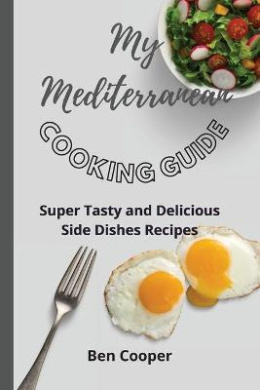 My
Mediterranean
COOKING GUIDE
Super Tasty and Delicious
Side Dishes Recipes
Ben Cooper